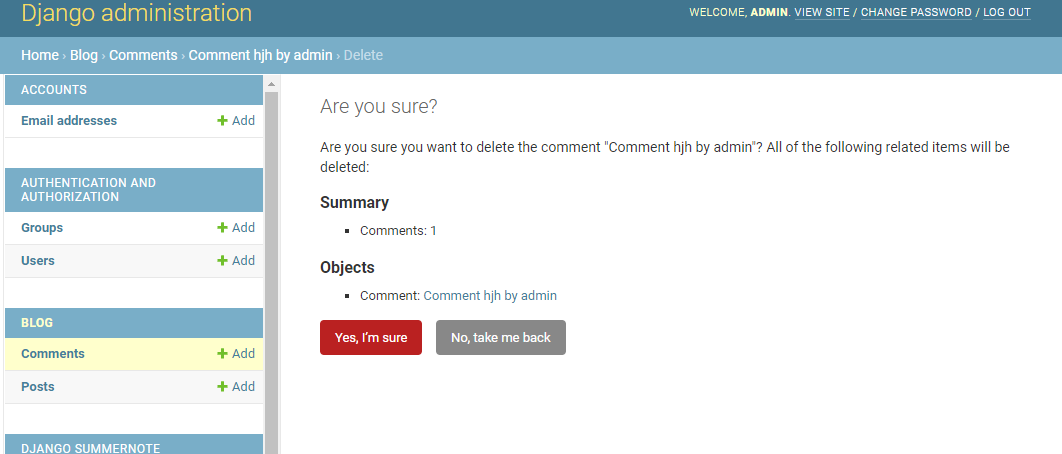 Django administration
WELCOME, ADMIN. VIEW SITE / CHANGE PASSWORD / LOG OUT
Home › Blog › Comments › Comment hjh by admin › Delete
ACCOUNTS
Email addresses + Add
AUTHENTICATION AND
AUTHORIZATION
Groups + Add
Users + Add
BLOG
Comments + Add
Posts + Add
DJANGO SUMMERNOTE
Are you sure?
Are you sure you want to delete the comment "Comment hjh by admin"? All of the following related items will be
deleted:
Summary
Comments: 1
Objects
Comment: Comment hjh by admin
Yes, I'm sure
No, take me back